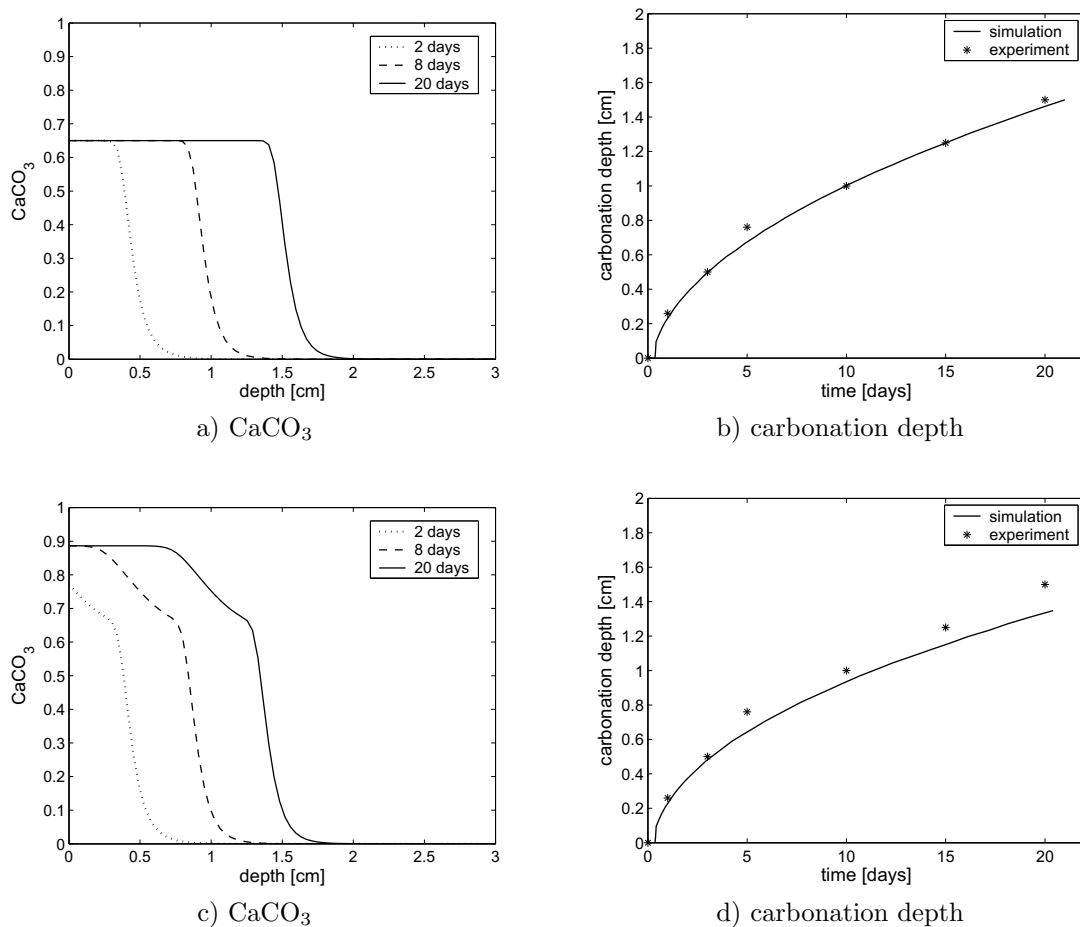 1
0.9
0.8
0.7
0.6
0.5
0.4
0.3
0.2
0.1
0
CaCO3
2 days
8 days
20 days
0 0.5 1 1.5 2 2.5 3
depth [cm]
a) CaCO3
2
1.8
1.6
1.4
1.2
1
0.8
0.6
0.4
0.2
0
carbonation depth [cm]
simulation
experiment
0 5 10 15 20
time [days]
b) carbonation depth
1
0.9
0.8
0.7
0.6
0.5
0.4
0.3
0.2
0.1
0
CaCO3
2 days
8 days
20 days
0 0.5 1 1.5 2 2.5 3
depth [cm]
c) CaCO3
2
1.8
1.6
1.4
1.2
1
0.8
0.6
0.4
0.2
0
carbonation depth [cm]
simulation
experiment
0 5 10 15 20
time [days]
d) carbonation depth